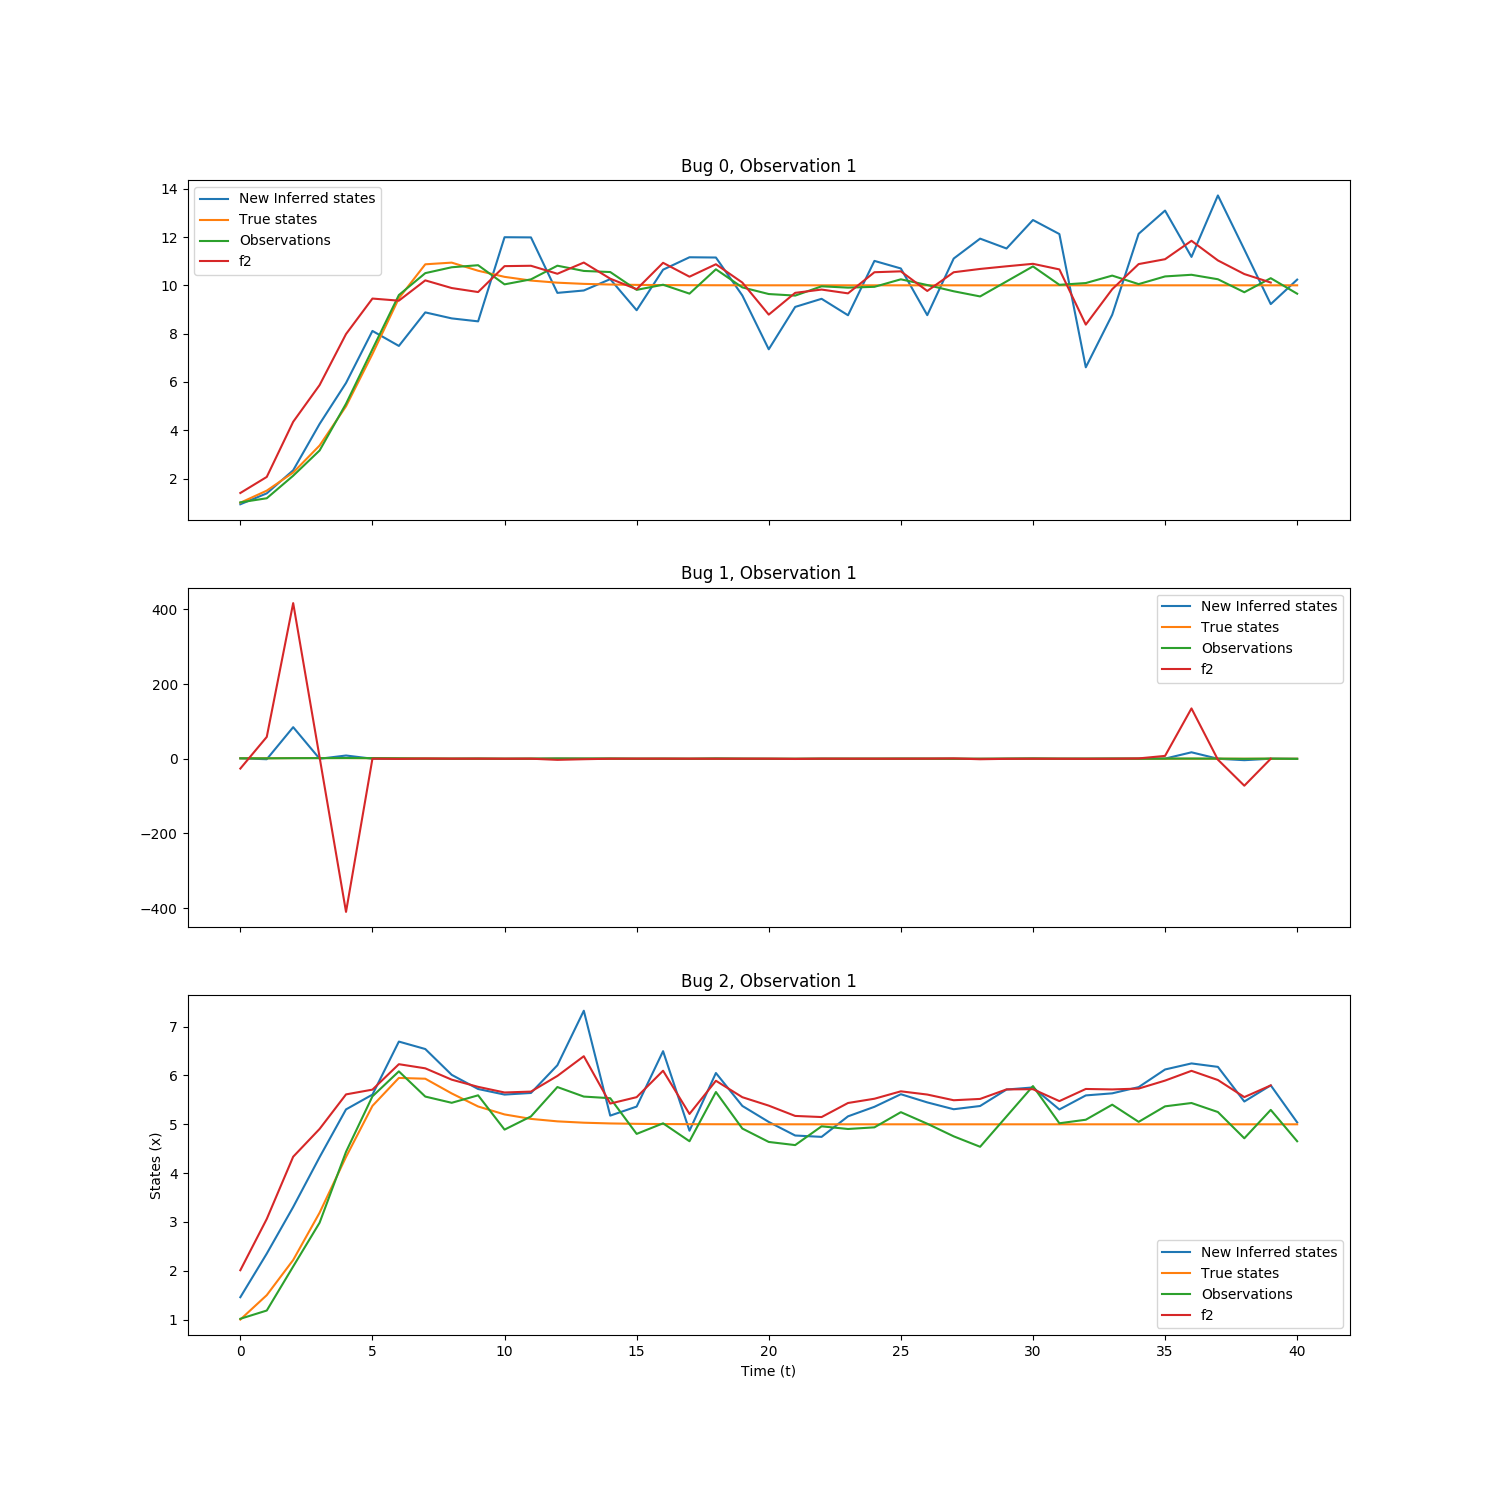 Bug 0, Observation 1
14
12
10
8
6
4
2
New Inferred states
True states
Observations
f2
Bug 1, Observation 1
400
200
0
−200
−400
New Inferred states
True states
Observations
f2
Bug 2, Observation 1
7
6
5
4
3
2
1
States (x)
New Inferred states
True states
Observations
f2
0 5 10 15 20 25 30 35 40
Time (t)